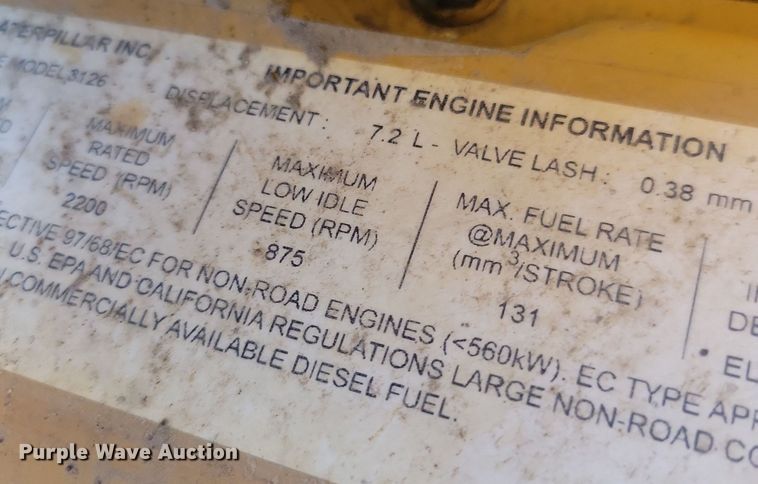 CATERPILLAR INC. IMPORTANT ENGINE INFORMATION
MODEL 3126 DISPLACEMENT : 7.2 L - VALVE LASH : 0.38 mm
MAXIMUM
RATED
SPEED (RPM)
2200
MAXIMUM
LOW IDLE
SPEED (RPM)
875
MAX. FUEL RATE
@MAXIMUM
(mm³/STROKE)
131
DE
• EL
ECTIVE 97/68/EC FOR NON-ROAD ENGINES (<560kW). EC TYPE APP
U.S. EPA AND CALIFORNIA REGULATIONS LARGE NON-ROAD CO
COMMERCIALLY AVAILABLE DIESEL FUEL.
Purple Wave Auction